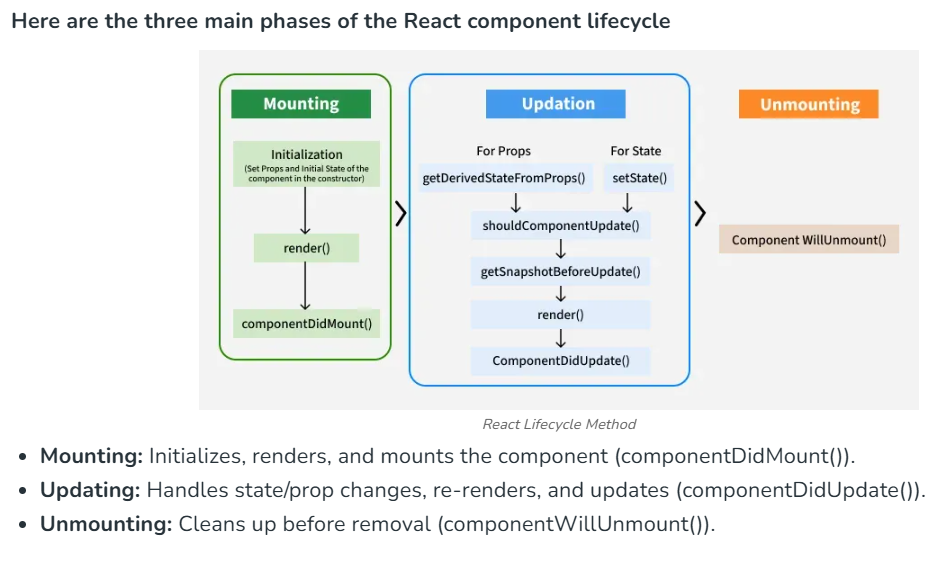 Here are the three main phases of the React component lifecycle
Mounting
Initialization
(Set Props and Initial State of the
component in the constructor)
render()
componentDidMount()
Updation
For Props
For State
getDerivedStateFromProps()
setState()
shouldComponentUpdate()
getSnapshotBeforeUpdate()
render()
ComponentDidUpdate()
Unmounting
Component WillUnmount()
React Lifecycle Method
• Mounting: Initializes, renders, and mounts the component (componentDidMount()).
• Updating: Handles state/prop changes, re-renders, and updates (componentDidUpdate()).
• Unmounting: Cleans up before removal (componentWillUnmount()).